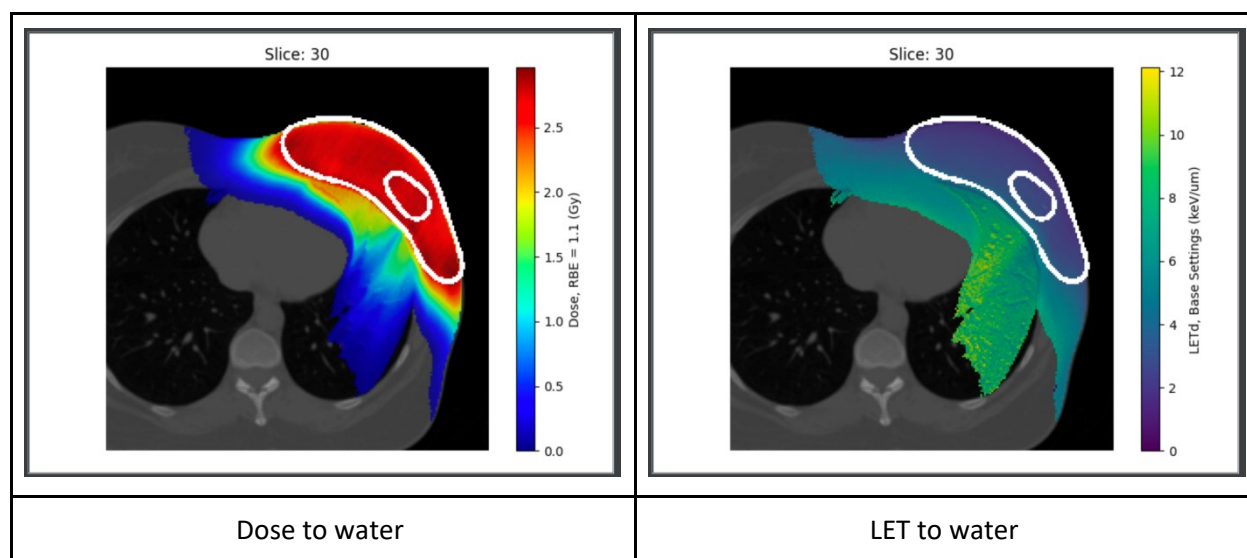 Slice: 30
2.5
2.0
1.5
1.0
0.5
0.0
Dose, RBE = 1.1 (Gy)
Slice: 30
12
10
8
6
4
2
0
LETd, Base Settings (keV/um)
Dose to water
LET to water